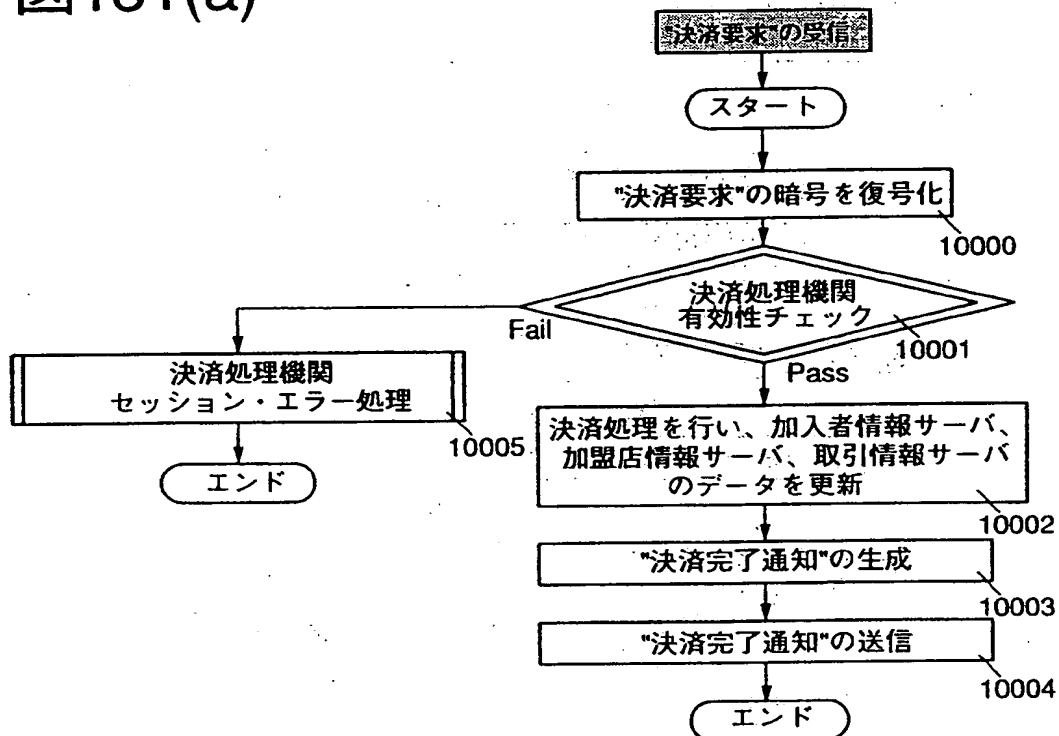 図101(a)
"決済要求"の受信
スタート
"決済要求"の暗号を復号化
10000
決済処理機関
有効性チェック
10001
Fail
Pass
決済処理機関
セッション・エラー処理
10005
エンド
決済処理を行い、加入者情報サーバ、
加盟店情報サーバ、取引情報サーバ
のデータを更新
10002
"決済完了通知"の生成
10003
"決済完了通知"の送信
10004
エンド